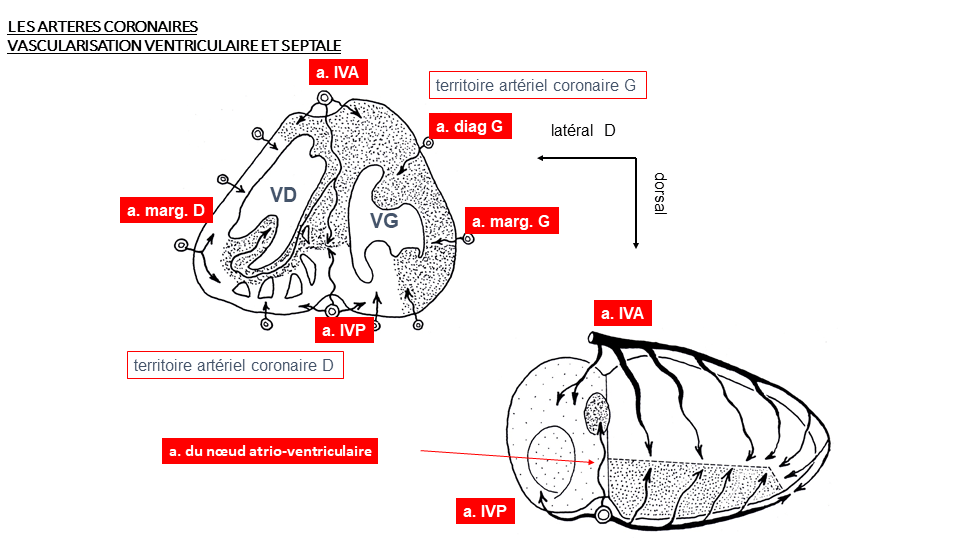 LES ARTERES CORONAIRES
VASCULARISATION VENTRICULAIRE ET SEPTALE
a. IVA
territoire artériel coronaire G
a. diag G
latéral D
dorsal
VD
a. marg. D
VG
a. marg. G
a. IVP
territoire artériel coronaire D
a. IVA
a. du nœud atrio-ventriculaire
a. IVP